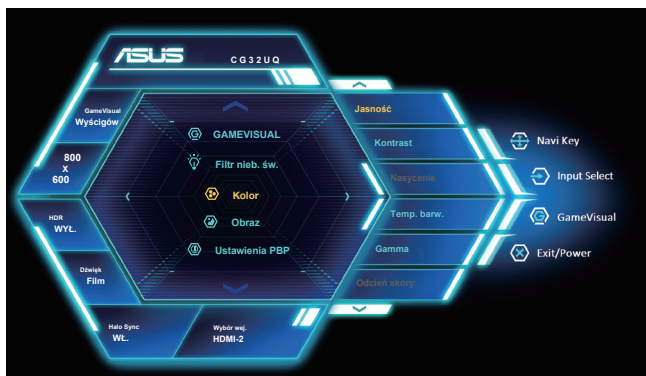 ASUS CG32UQ
GameVisual
Wyścigów
800
X
600
HDR
WYŁ.
Dźwięk
Film
Halo Sync
WŁ.
Wybór wej.
HDMI-2
GAMEVISUAL
Filtr nieb. św.
Kolor
Obraz
Ustawienia PBP
Jasność
Kontrast
Nasycenie
Temp. barw.
Gamma
Odcień skóry
Navi Key
Input Select
GameVisual
Exit/Power